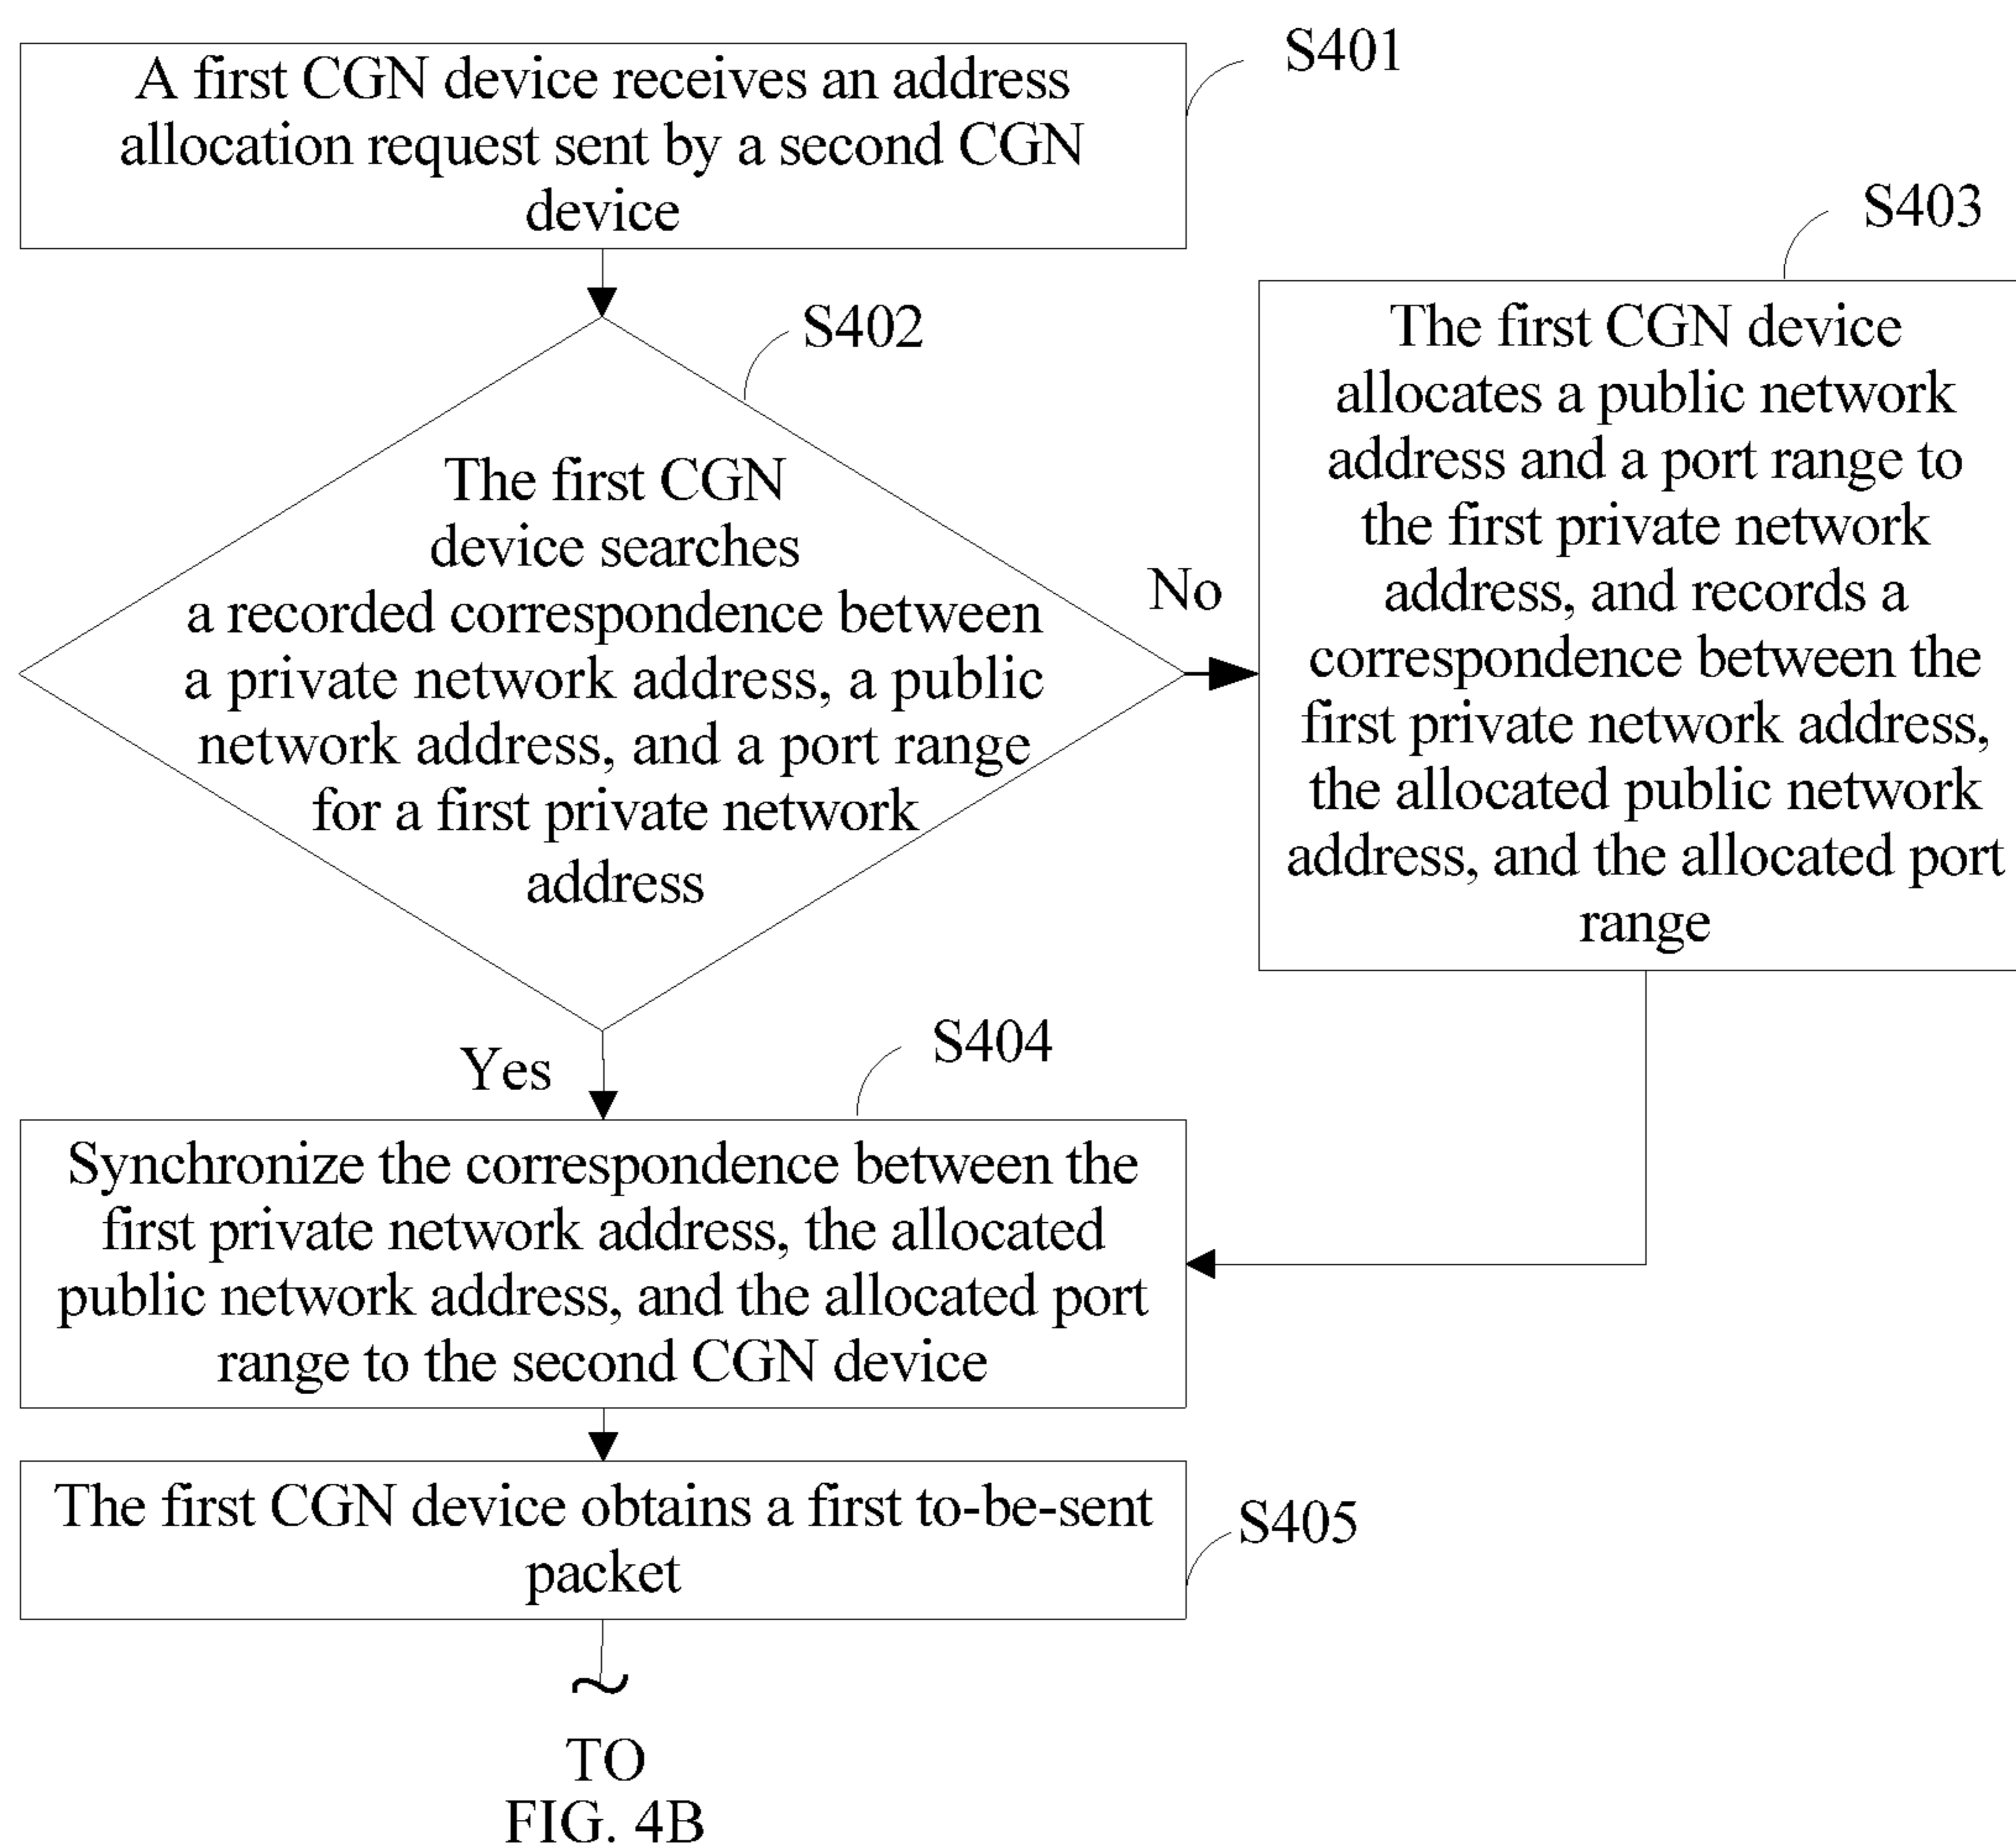 S401
A first CGN device receives an address
allocation request sent by a second CGN
device
S402
The first CGN
device searches
a recorded correspondence between
a private network address, a public
network address, and a port range
for a first private network
address
No
S403
The first CGN device
allocates a public network
address and a port range to
the first private network
address, and records a
correspondence between the
first private network address,
the allocated public network
address, and the allocated port
range
Yes
S404
Synchronize the correspondence between the
first private network address, the allocated
public network address, and the allocated port
range to the second CGN device
The first CGN device obtains a first to-be-sent
packet
S405
~
TO
FIG. 4B